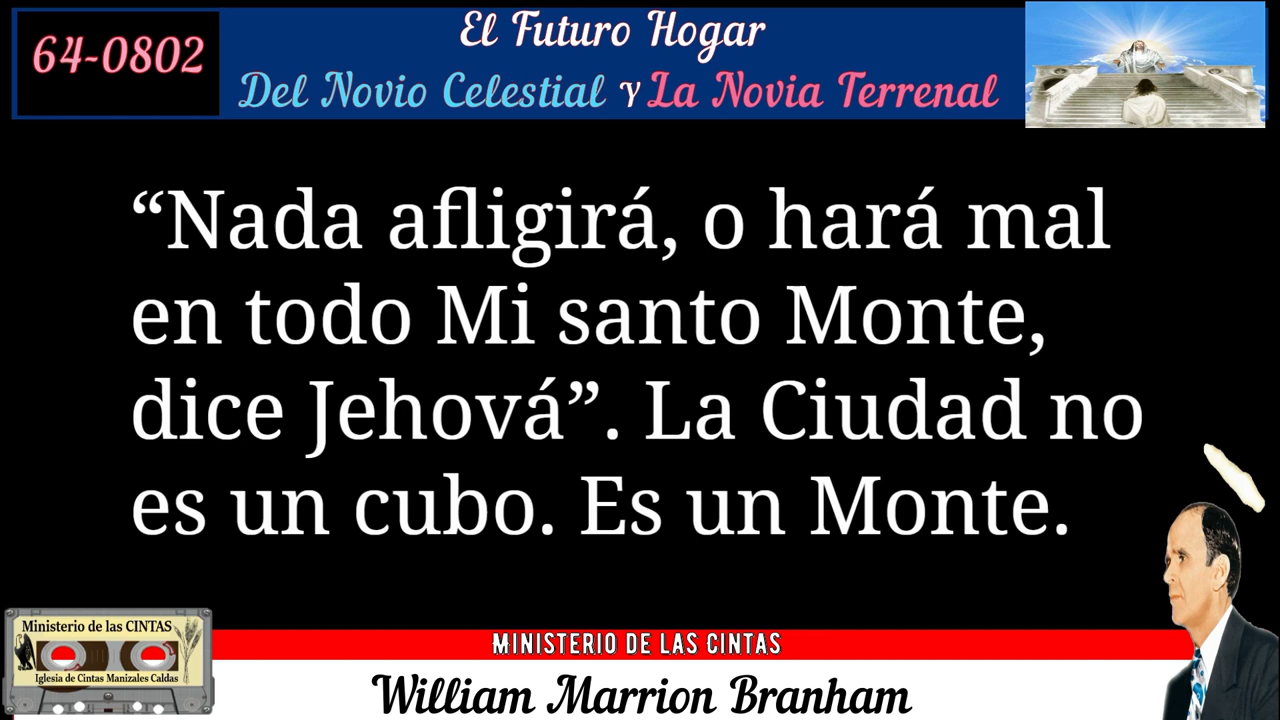 64-0802
El Futuro Hogar
Del Novio Celestial Y La Novia Terrenal
“Nada afligirá, o hará mal
en todo Mi santo Monte,
dice Jehová”. La Ciudad no
es un cubo. Es un Monte.
Ministerio de las CINTAS
Iglesia de Cintas Manizales Caldas
MINISTERIO DE LAS CINTAS
William Marrion Branham